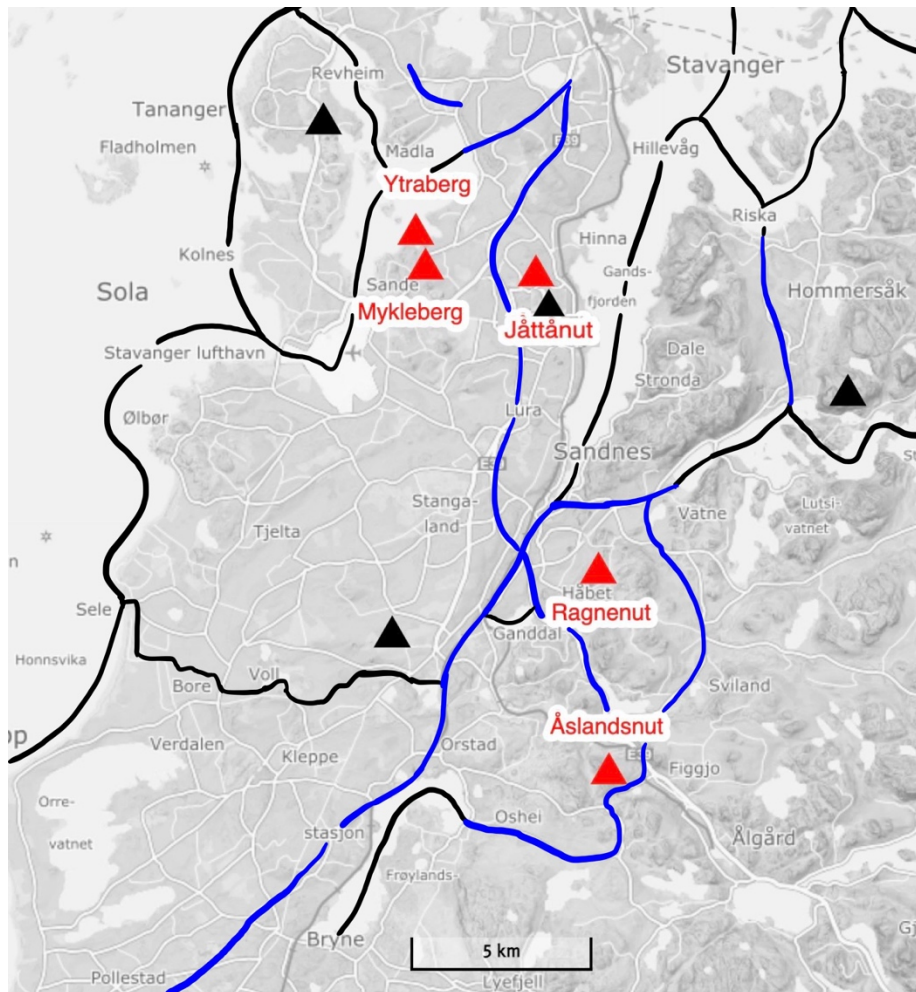 Revheim
Stavanger
Tananger
Fladholmen
Madla
Hillevåg
Ytraberg
Riska
Kolnes
Hinna
Sola
Sande
Gands-
fjorden
Hommersåk
Mykleberg
Jåttånut
Stavanger lufthavn
Dale
Stronda
Ølbør
Lura
Sandnes
Stanga-
land
Vatne
Lutsi-
vatnet
Tjelta
Håbet
Sele
Ragnenut
Ganddal
Honnsvika
Voll
Bore
Sviland
Åslandsnut
Verdalen
Kleppe
Orstad
Figgjo
Orre-
vatnet
stasjon
Oshei
Ålgård
Frøylands-
Bryne
5 km
Pollestad
Lyefjell